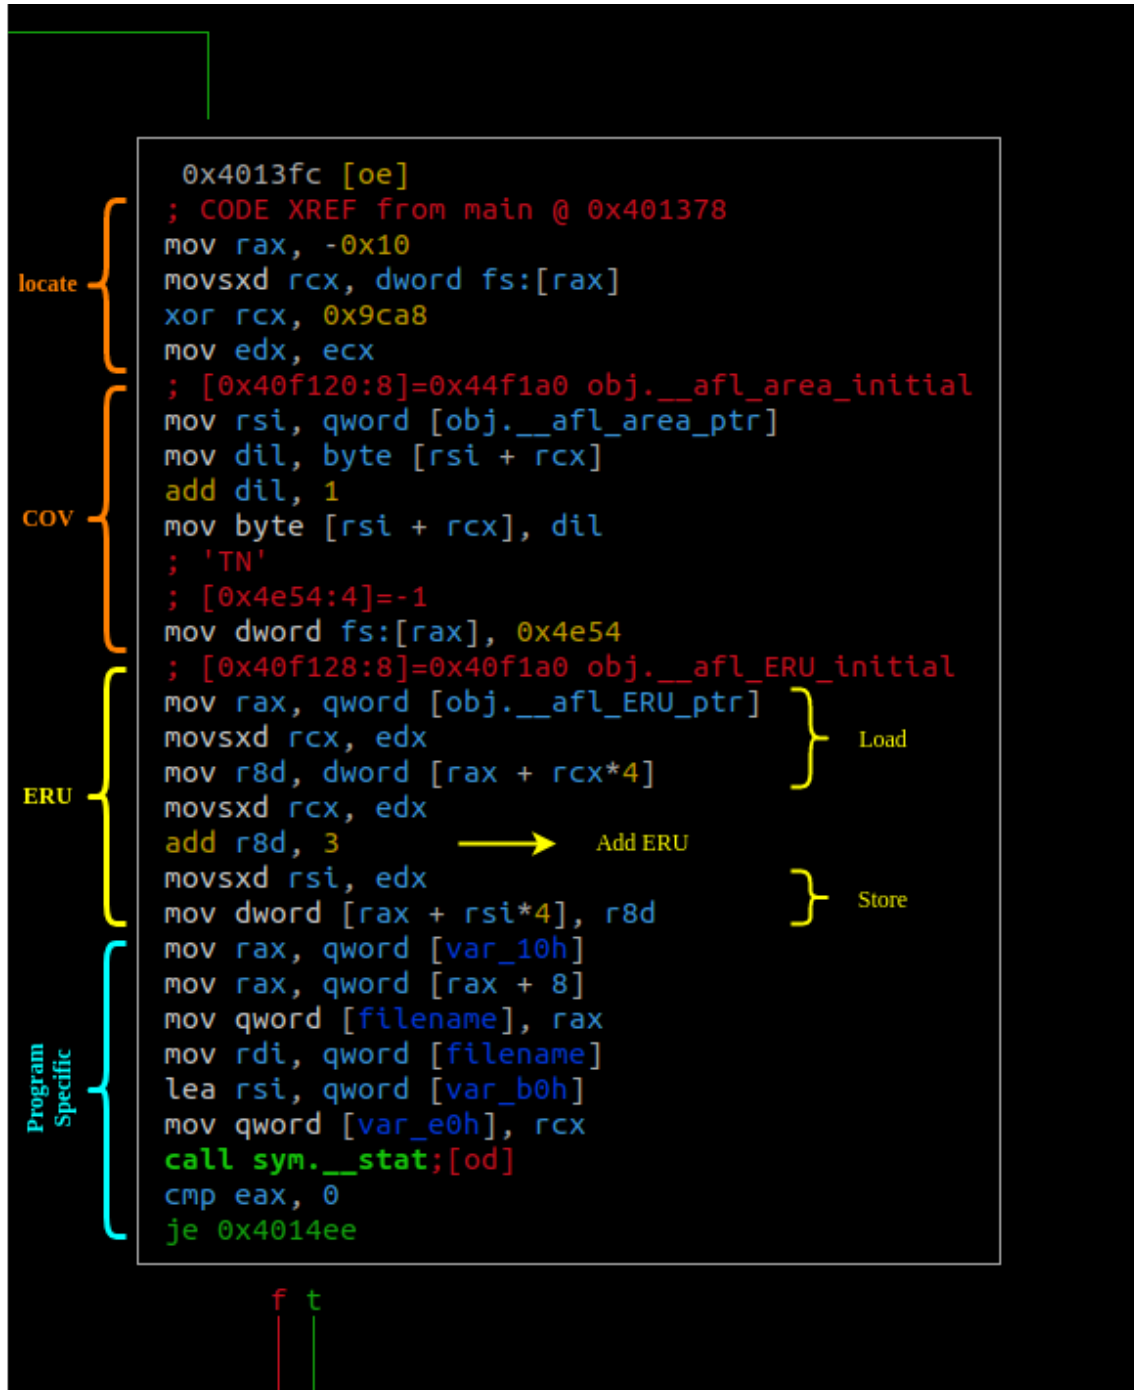 0x4013fc [oe]
; CODE XREF from main @ 0x401378
mov rax, -0x10
locate
movsxd rcx, dword fs:[rax]
xor rcx, 0x9ca8
mov edx, ecx
; [0x40f120:8]=0x44f1a0 obj.__afl_area_initial
mov rsi, qword [obj.__afl_area_ptr]
mov dil, byte [rsi + rcx]
add dil, 1
COV
mov byte [rsi + rcx], dil
; 'TN'
; [0x4e54:4]=-1
mov dword fs:[rax], 0x4e54
; [0x40f128:8]=0x40f1a0 obj.__afl_ERU_initial
mov rax, qword [obj.__afl_ERU_ptr]
movsxd rcx, edx
Load
mov r8d, dword [rax + rcx*4]
ERU
movsxd rcx, edx
add r8d, 3
Add ERU
movsxd rsi, edx
Store
mov dword [rax + rsi*4], r8d
mov rax, qword [var_10h]
mov rax, qword [rax + 8]
mov qword [filename], rax
mov rdi, qword [filename]
Program
Specific
lea rsi, qword [var_b0h]
mov qword [var_e0h], rcx
call sym.__stat;[od]
cmp eax, 0
je 0x4014ee
f t